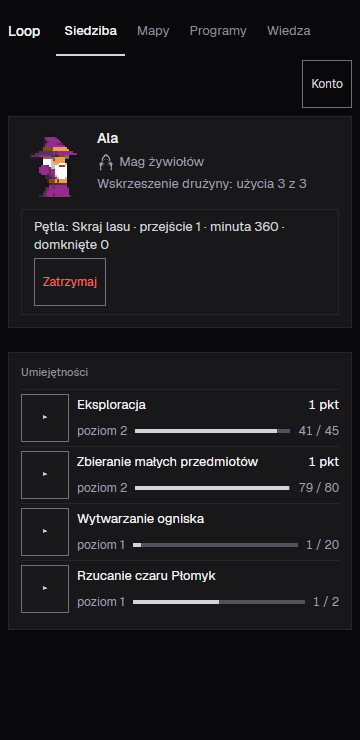 Loop Siedziba Mapy Programy Wiedza
Konto
Ala
Mag żywiołów
Wskrzeszenie drużyny: użycia 3 z 3
Pętla: Skraj lasu · przejście 1 · minuta 360 ·
domknięte 0
Zatrzymaj
Umiejętności
Eksploracja 1 pkt
poziom 2 41 / 45
Zbieranie małych przedmiotów 1 pkt
poziom 2 79 / 80
Wytwarzanie ogniska
poziom 1 1 / 20
Rzucanie czaru Płomyk
poziom 1 1 / 2